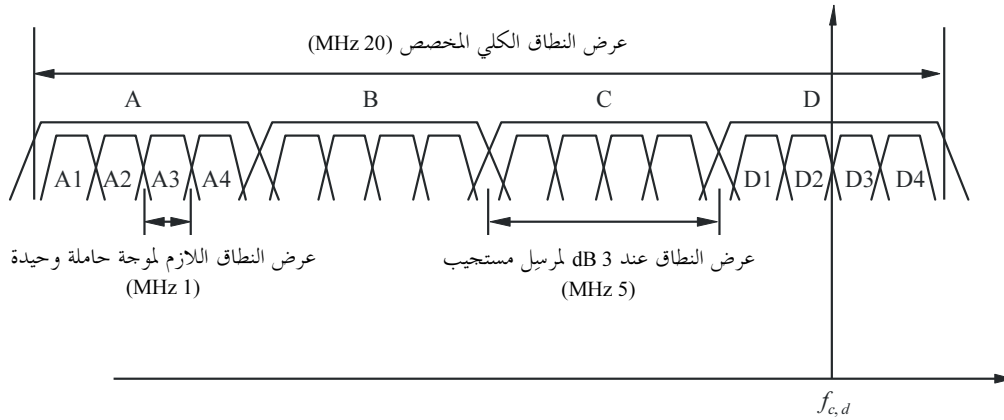 عرض النطاق الكلي المخصص (MHz 20)
A B C D
A1 A2 A3 A4 D1 D2 D3 D4
عرض النطاق اللازم لموجة حاملة وحيدة
(MHz 1)
عرض النطاق عند 3 dB لمرسِل مستجيب
(MHz 5)
f c, d